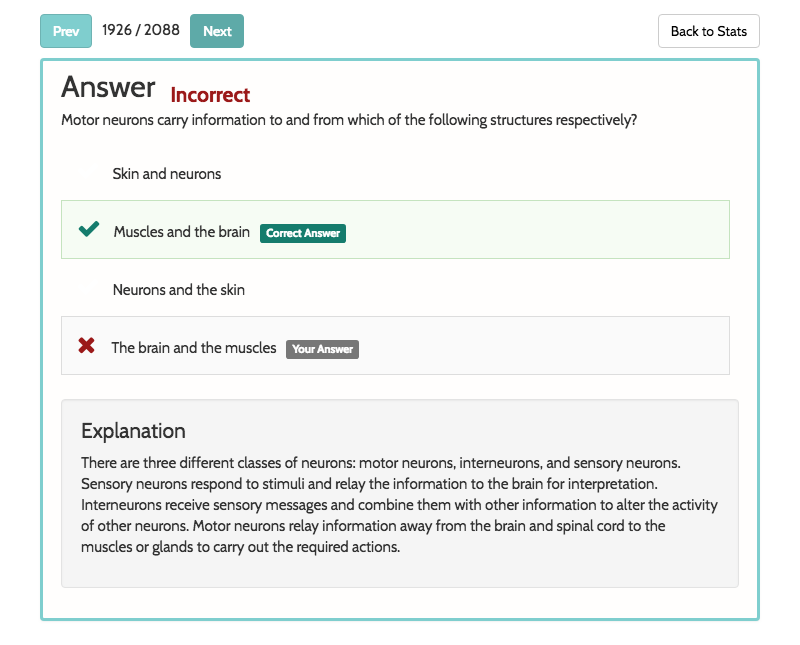 Prev 1926 / 2088 Next Back to Stats
Answer Incorrect
Motor neurons carry information to and from which of the following structures respectively?
Skin and neurons
Muscles and the brain Correct Answer
Neurons and the skin
The brain and the muscles Your Answer
Explanation
There are three different classes of neurons: motor neurons, interneurons, and sensory neurons.
Sensory neurons respond to stimuli and relay the information to the brain for interpretation.
Interneurons receive sensory messages and combine them with other information to alter the activity
of other neurons. Motor neurons relay information away from the brain and spinal cord to the
muscles or glands to carry out the required actions.